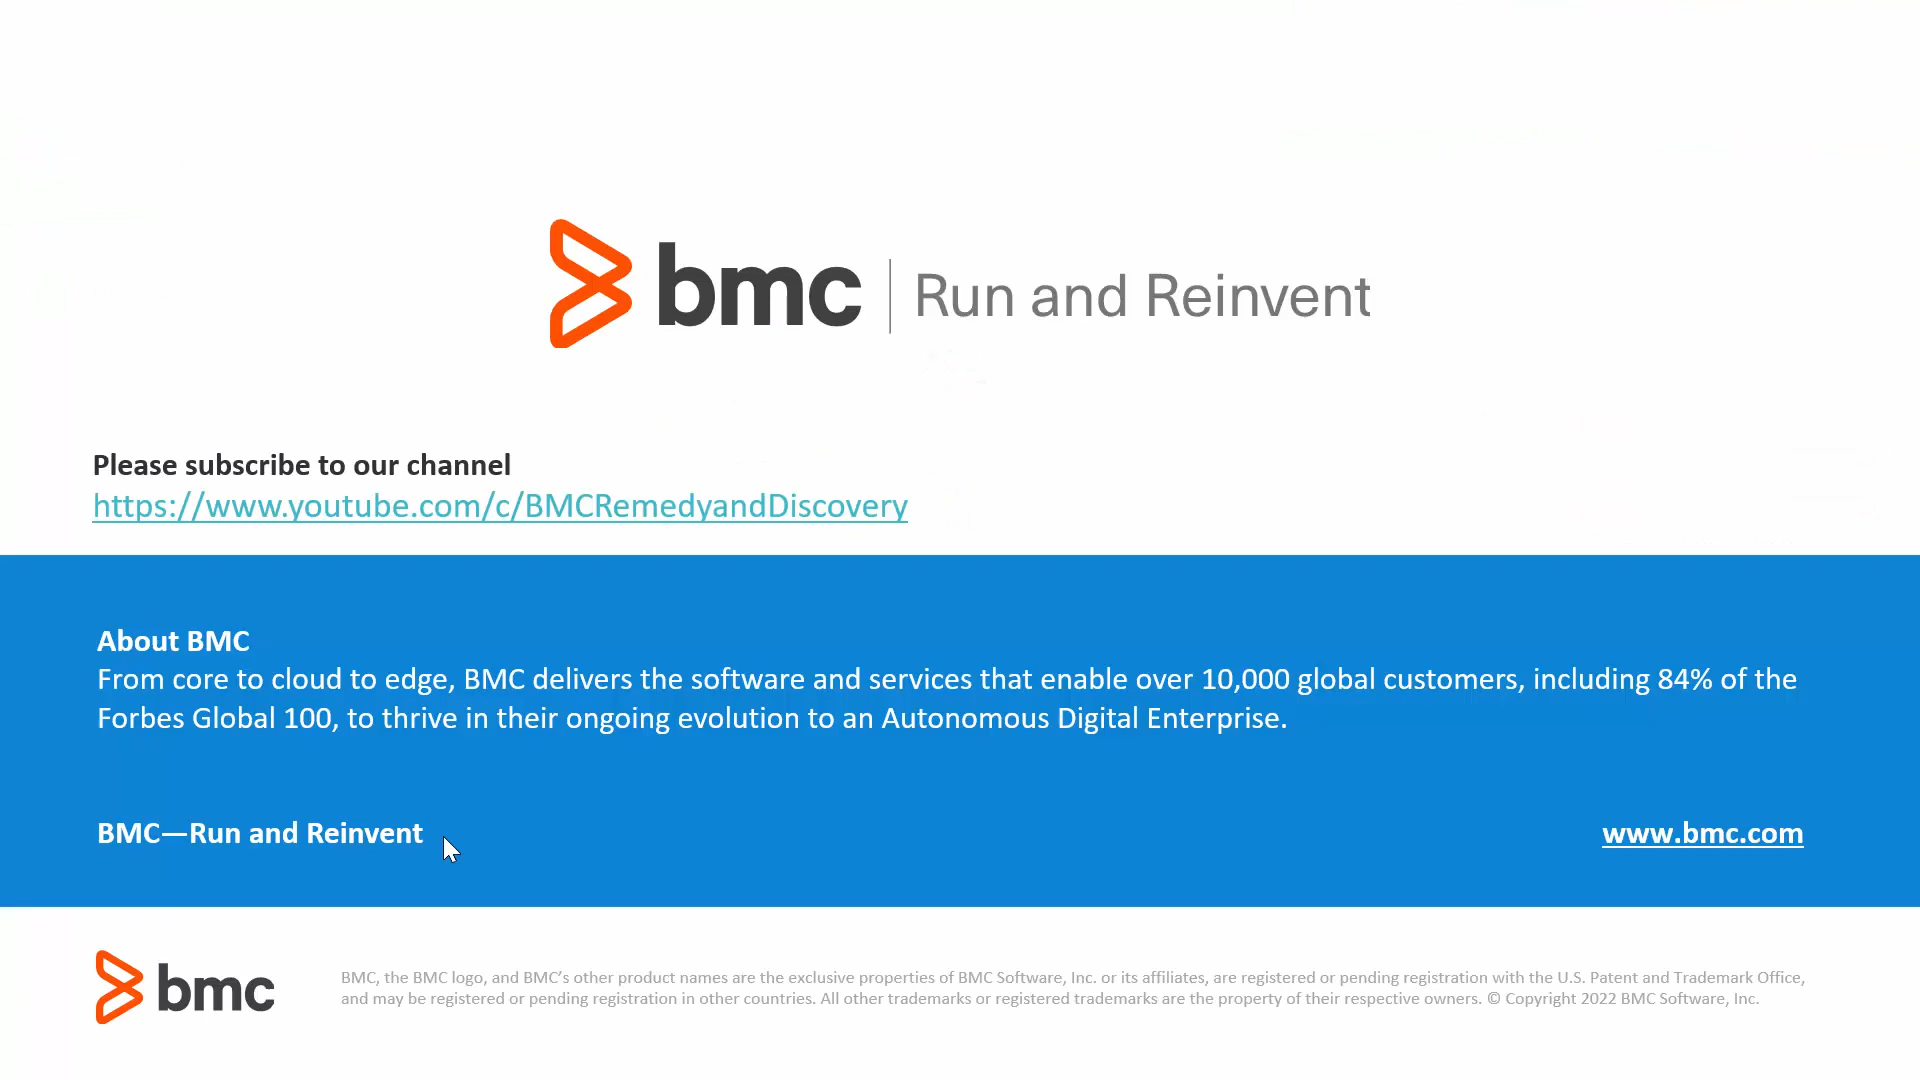 bmc | Run and Reinvent
Please subscribe to our channel
https://www.youtube.com/c/BMCRemedyandDiscovery
About BMC
From core to cloud to edge, BMC delivers the software and services that enable over 10,000 global customers, including 84% of the
Forbes Global 100, to thrive in their ongoing evolution to an Autonomous Digital Enterprise.
BMC—Run and Reinvent
www.bmc.com
bmc
BMC, the BMC logo, and BMC’s other product names are the exclusive properties of BMC Software, Inc. or its affiliates, are registered or pending registration with the U.S. Patent and Trademark Office,
and may be registered or pending registration in other countries. All other trademarks or registered trademarks are the property of their respective owners. © Copyright 2022 BMC Software, Inc.